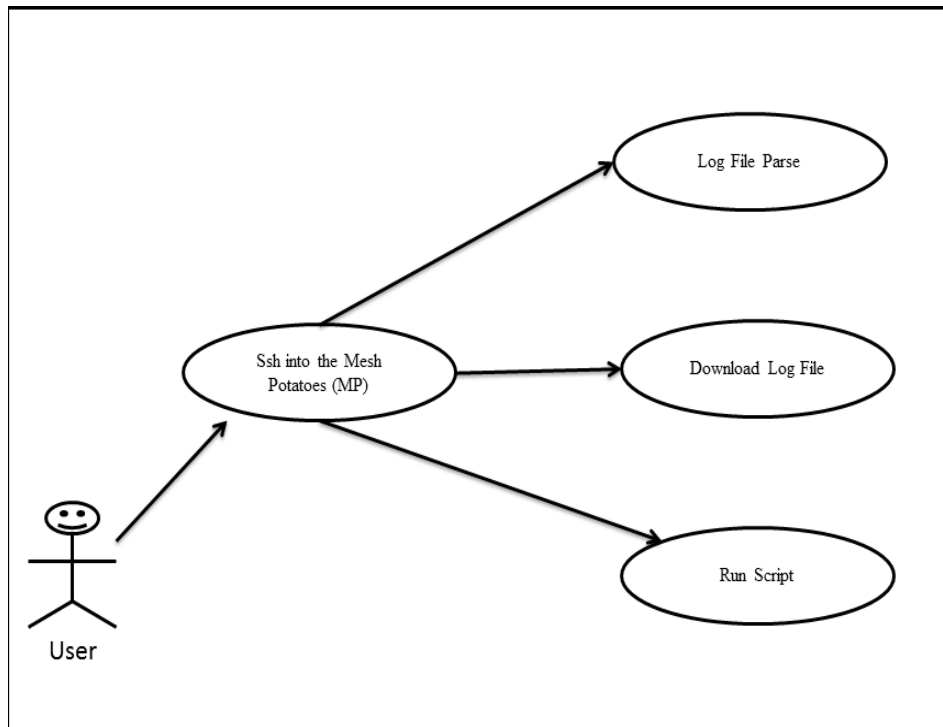 Log File Parse
Ssh into the Mesh
Potatoes (MP)
Download Log File
Run Script
User